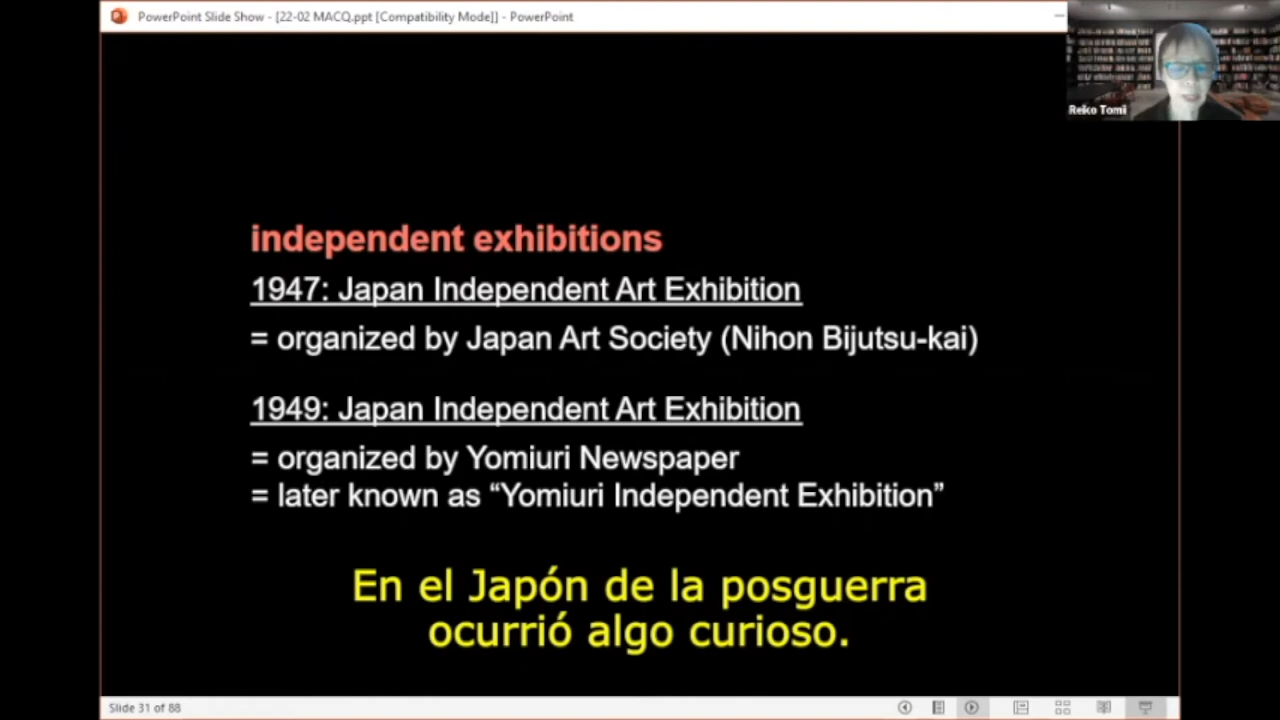 PowerPoint Slide Show - [22-02 MACQ.ppt [Compatibility Mode]] - PowerPoint
Reiko Tomii
independent exhibitions
1947: Japan Independent Art Exhibition
= organized by Japan Art Society (Nihon Bijutsu-kai)
1949: Japan Independent Art Exhibition
= organized by Yomiuri Newspaper
= later known as “Yomiuri Independent Exhibition”
En el Japón de la posguerra
ocurrió algo curioso.
Slide 31 of 88